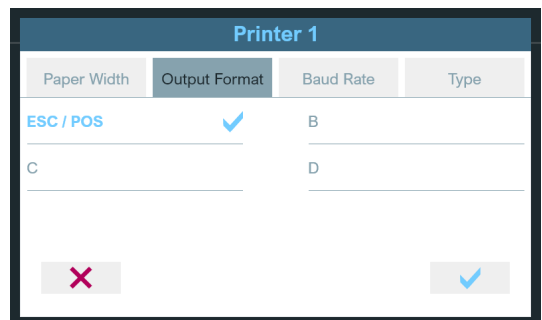 Printer 1
Paper Width Output Format Baud Rate Type
ESC / POS B
C D